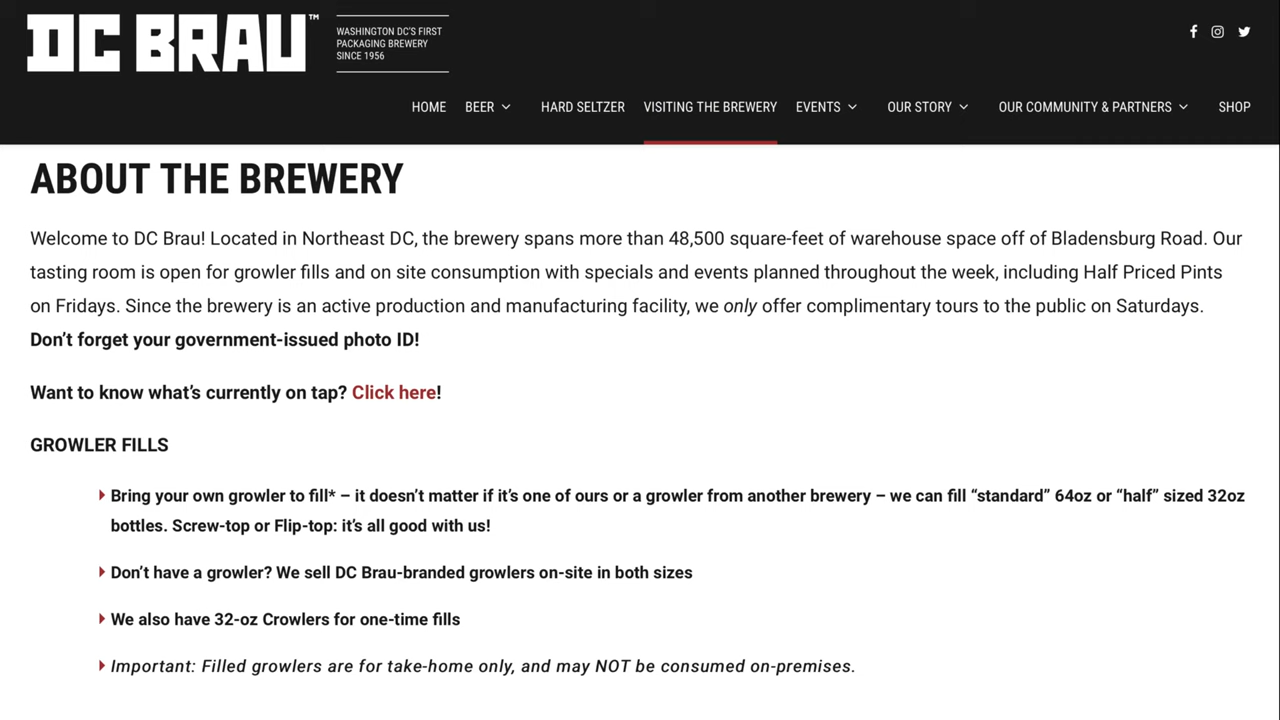 DC BRAU™
WASHINGTON DC'S FIRST
PACKAGING BREWERY
SINCE 1956
HOME BEER HARD SELTZER VISITING THE BREWERY EVENTS OUR STORY OUR COMMUNITY & PARTNERS SHOP
ABOUT THE BREWERY
Welcome to DC Brau! Located in Northeast DC, the brewery spans more than 48,500 square-feet of warehouse space off of Bladensburg Road. Our
tasting room is open for growler fills and on site consumption with specials and events planned throughout the week, including Half Priced Pints
on Fridays. Since the brewery is an active production and manufacturing facility, we only offer complimentary tours to the public on Saturdays.
Don't forget your government-issued photo ID!
Want to know what's currently on tap? Click here!
GROWLER FILLS
Bring your own growler to fill* – it doesn't matter if it's one of ours or a growler from another brewery – we can fill “standard” 64oz or “half” sized 32oz
bottles. Screw-top or Flip-top: it's all good with us!
Don't have a growler? We sell DC Brau-branded growlers on-site in both sizes
We also have 32-oz Crowlers for one-time fills
Important: Filled growlers are for take-home only, and may NOT be consumed on-premises.